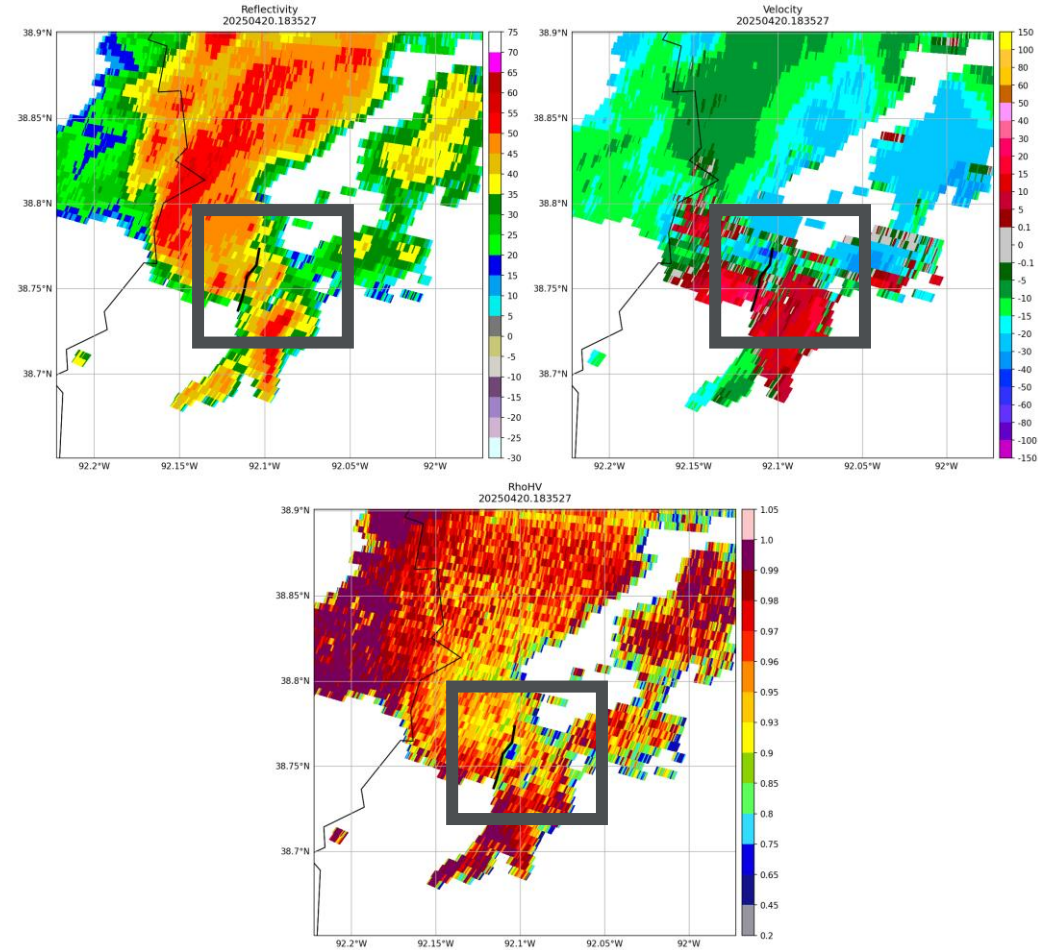 Reflectivity
20250420.183527
38.9°N
38.85°N
38.8°N
38.75°N
38.7°N
92.2°W
92.15°W
92.1°W
92.05°W
92°W
75
70
65
60
55
50
45
40
35
30
25
20
15
10
5
0
-5
-10
-15
-20
-25
-30
Velocity
20250420.183527
38.9°N
38.85°N
38.8°N
38.75°N
38.7°N
92.2°W
92.15°W
92.1°W
92.05°W
92°W
150
100
80
60
50
40
30
20
15
10
5
0.1
0
-0.1
-5
-10
-15
-20
-30
-40
-50
-60
-80
-100
-150
RhoHV
20250420.183527
38.9°N
38.85°N
38.8°N
38.75°N
38.7°N
92.2°W
92.15°W
92.1°W
92.05°W
92°W
1.05
1.0
0.99
0.98
0.97
0.96
0.95
0.93
0.9
0.85
0.8
0.75
0.65
0.45
0.2